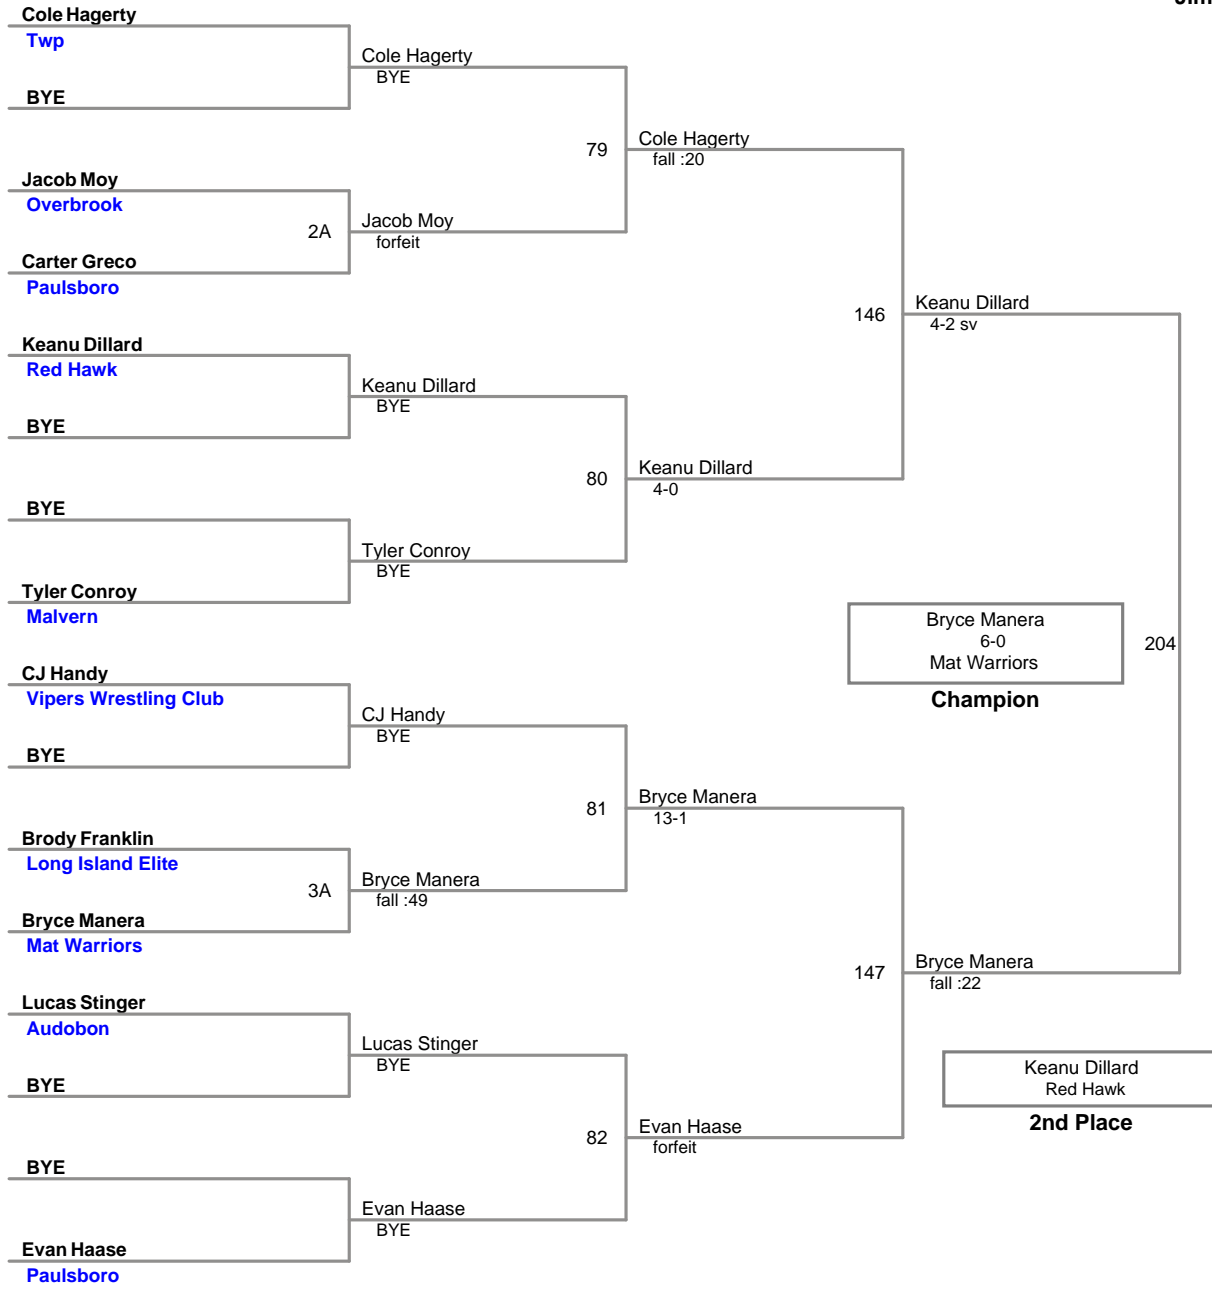 Cole Hagerty
Twp
Cole Hagerty
BYE
BYE
79
Cole Hagerty
fall :20
Jacob Moy
Overbrook
2A
Jacob Moy
forfeit
Carter Greco
Paulsboro
146
Keanu Dillard
4-2 sv
Keanu Dillard
Red Hawk
Keanu Dillard
BYE
BYE
80
Keanu Dillard
4-0
BYE
Tyler Conroy
BYE
Tyler Conroy
Malvern
Bryce Manera
6-0
Mat Warriors
204
Champion
CJ Handy
Vipers Wrestling Club
CJ Handy
BYE
BYE
81
Bryce Manera
13-1
Brody Franklin
Long Island Elite
3A
Bryce Manera
fall :49
Bryce Manera
Mat Warriors
147
Bryce Manera
fall :22
Lucas Stinger
Audobon
Lucas Stinger
BYE
BYE
Keanu Dillard
Red Hawk
2nd Place
82
Evan Haase
forfeit
BYE
Evan Haase
BYE
Evan Haase
Paulsboro